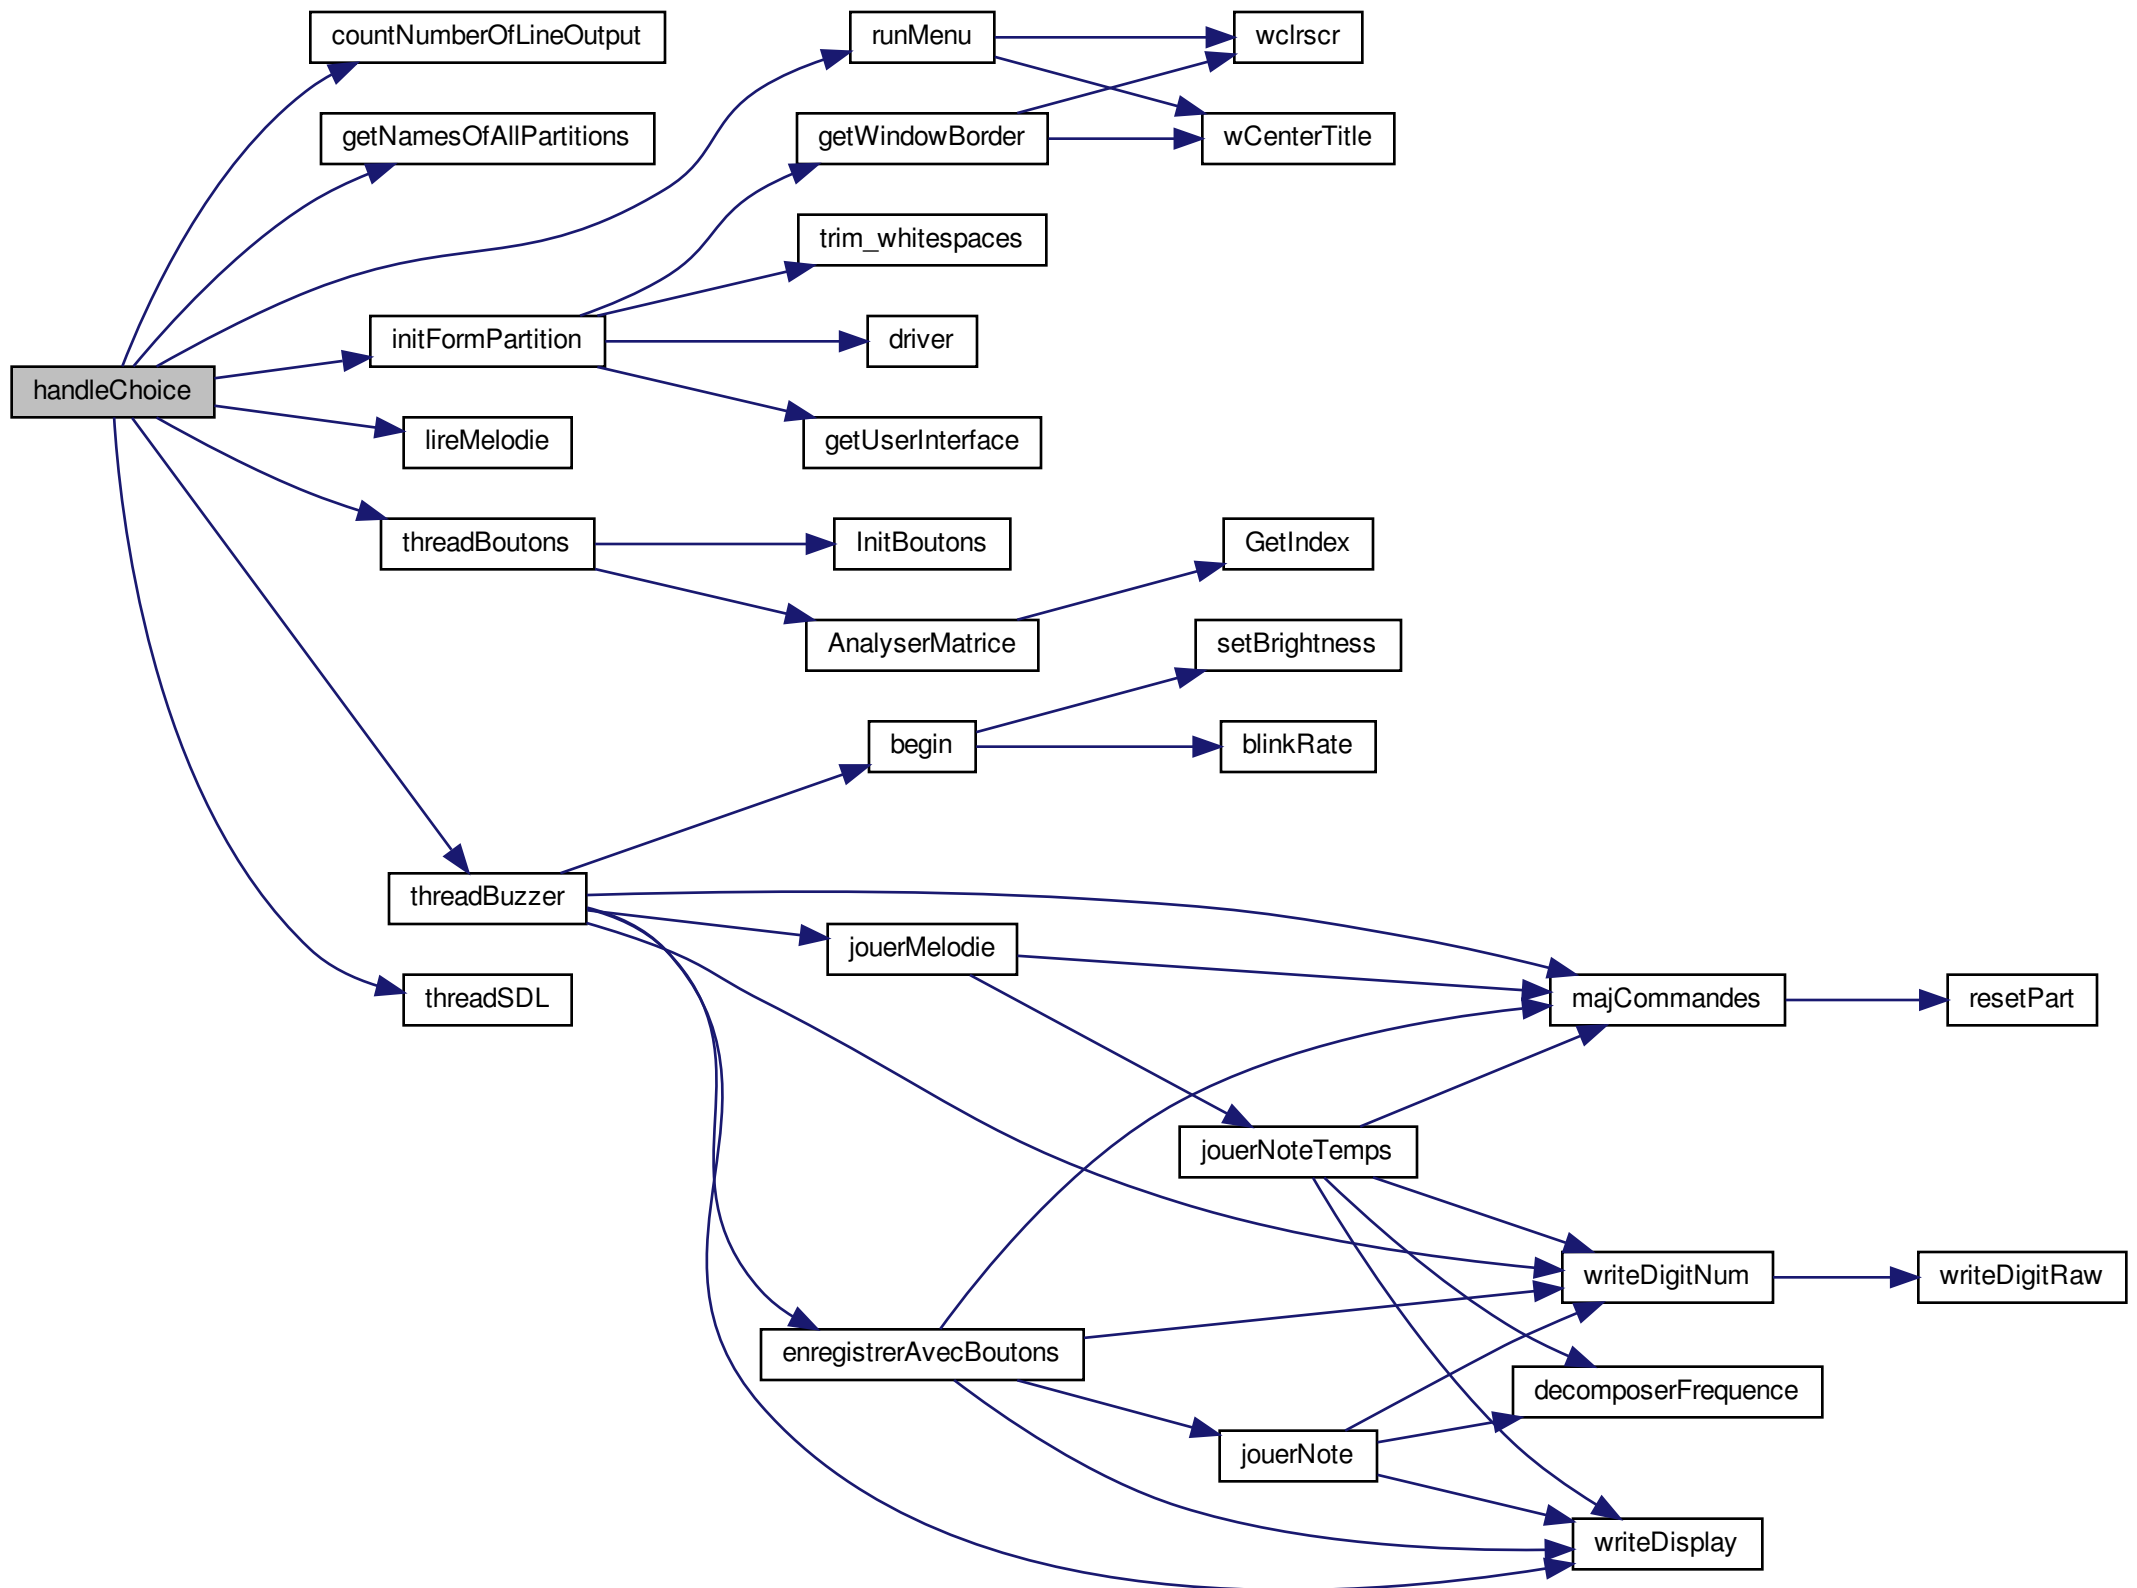 countNumberOfLineOutput
runMenu
wclrscr
getNamesOfAllPartitions
getWindowBorder
wCenterTitle
trim_whitespaces
initFormPartition
driver
handleChoice
lireMelodie
getUserInterface
threadBoutons
InitBoutons
GetIndex
AnalyserMatrice
setBrightness
begin
blinkRate
threadBuzzer
jouerMelodie
threadSDL
majCommandes
resetPart
jouerNoteTemps
writeDigitNum
writeDigitRaw
enregistrerAvecBoutons
decomposerFrequence
jouerNote
writeDisplay